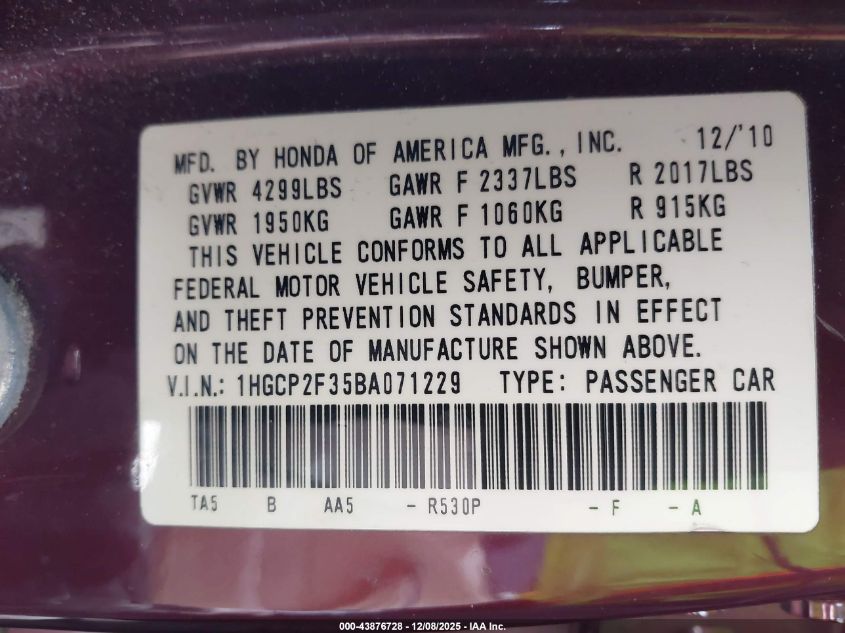 MFD. BY HONDA OF AMERICA MFG., INC. 12/'10
GVWR 4299LBS GAWR F 2337LBS R 2017LBS
GVWR 1950KG GAWR F 1060KG R 915KG
THIS VEHICLE CONFORMS TO ALL APPLICABLE
FEDERAL MOTOR VEHICLE SAFETY, BUMPER,
AND THEFT PREVENTION STANDARDS IN EFFECT
ON THE DATE OF MANUFACTURE SHOWN ABOVE.
V.I.N.: 1HGCP2F35BA071229 TYPE: PASSENGER CAR
TA5 B AA5 - R530P - F - A
000-43876728 - 12/08/2025 - IAA Inc.